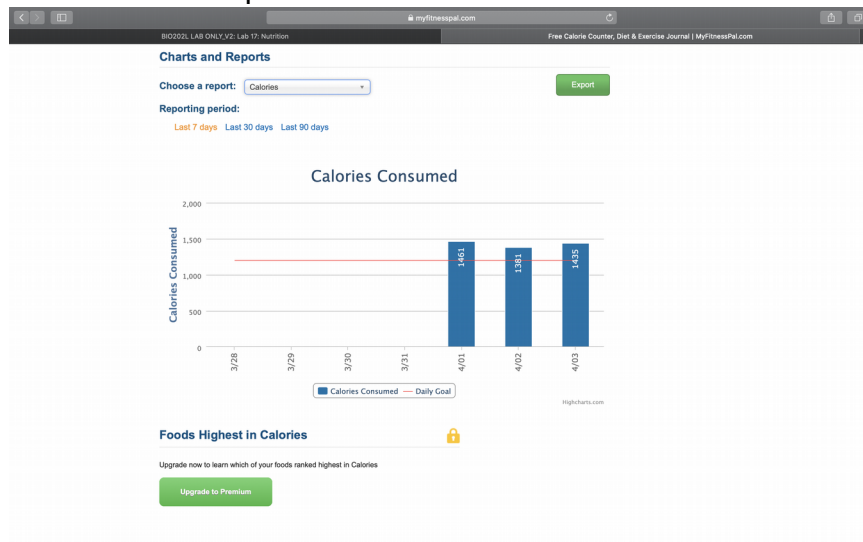 myfitnesspal.com
BIO202L LAB ONLY_V2: Lab 17: Nutrition
Free Calorie Counter, Diet & Exercise Journal | MyFitnessPal.com
Charts and Reports
Choose a report: Calories
Export
Reporting period:
Last 7 days Last 30 days Last 90 days
Calories Consumed
2,000
1,500
1,000
500
0
Calories Consumed
1461
1381
1435
3/28 3/29 3/30 3/31 4/01 4/02 4/03
Calories Consumed Daily Goal
Highcharts.com
Foods Highest in Calories
Upgrade now to learn which of your foods ranked highest in Calories
Upgrade to Premium